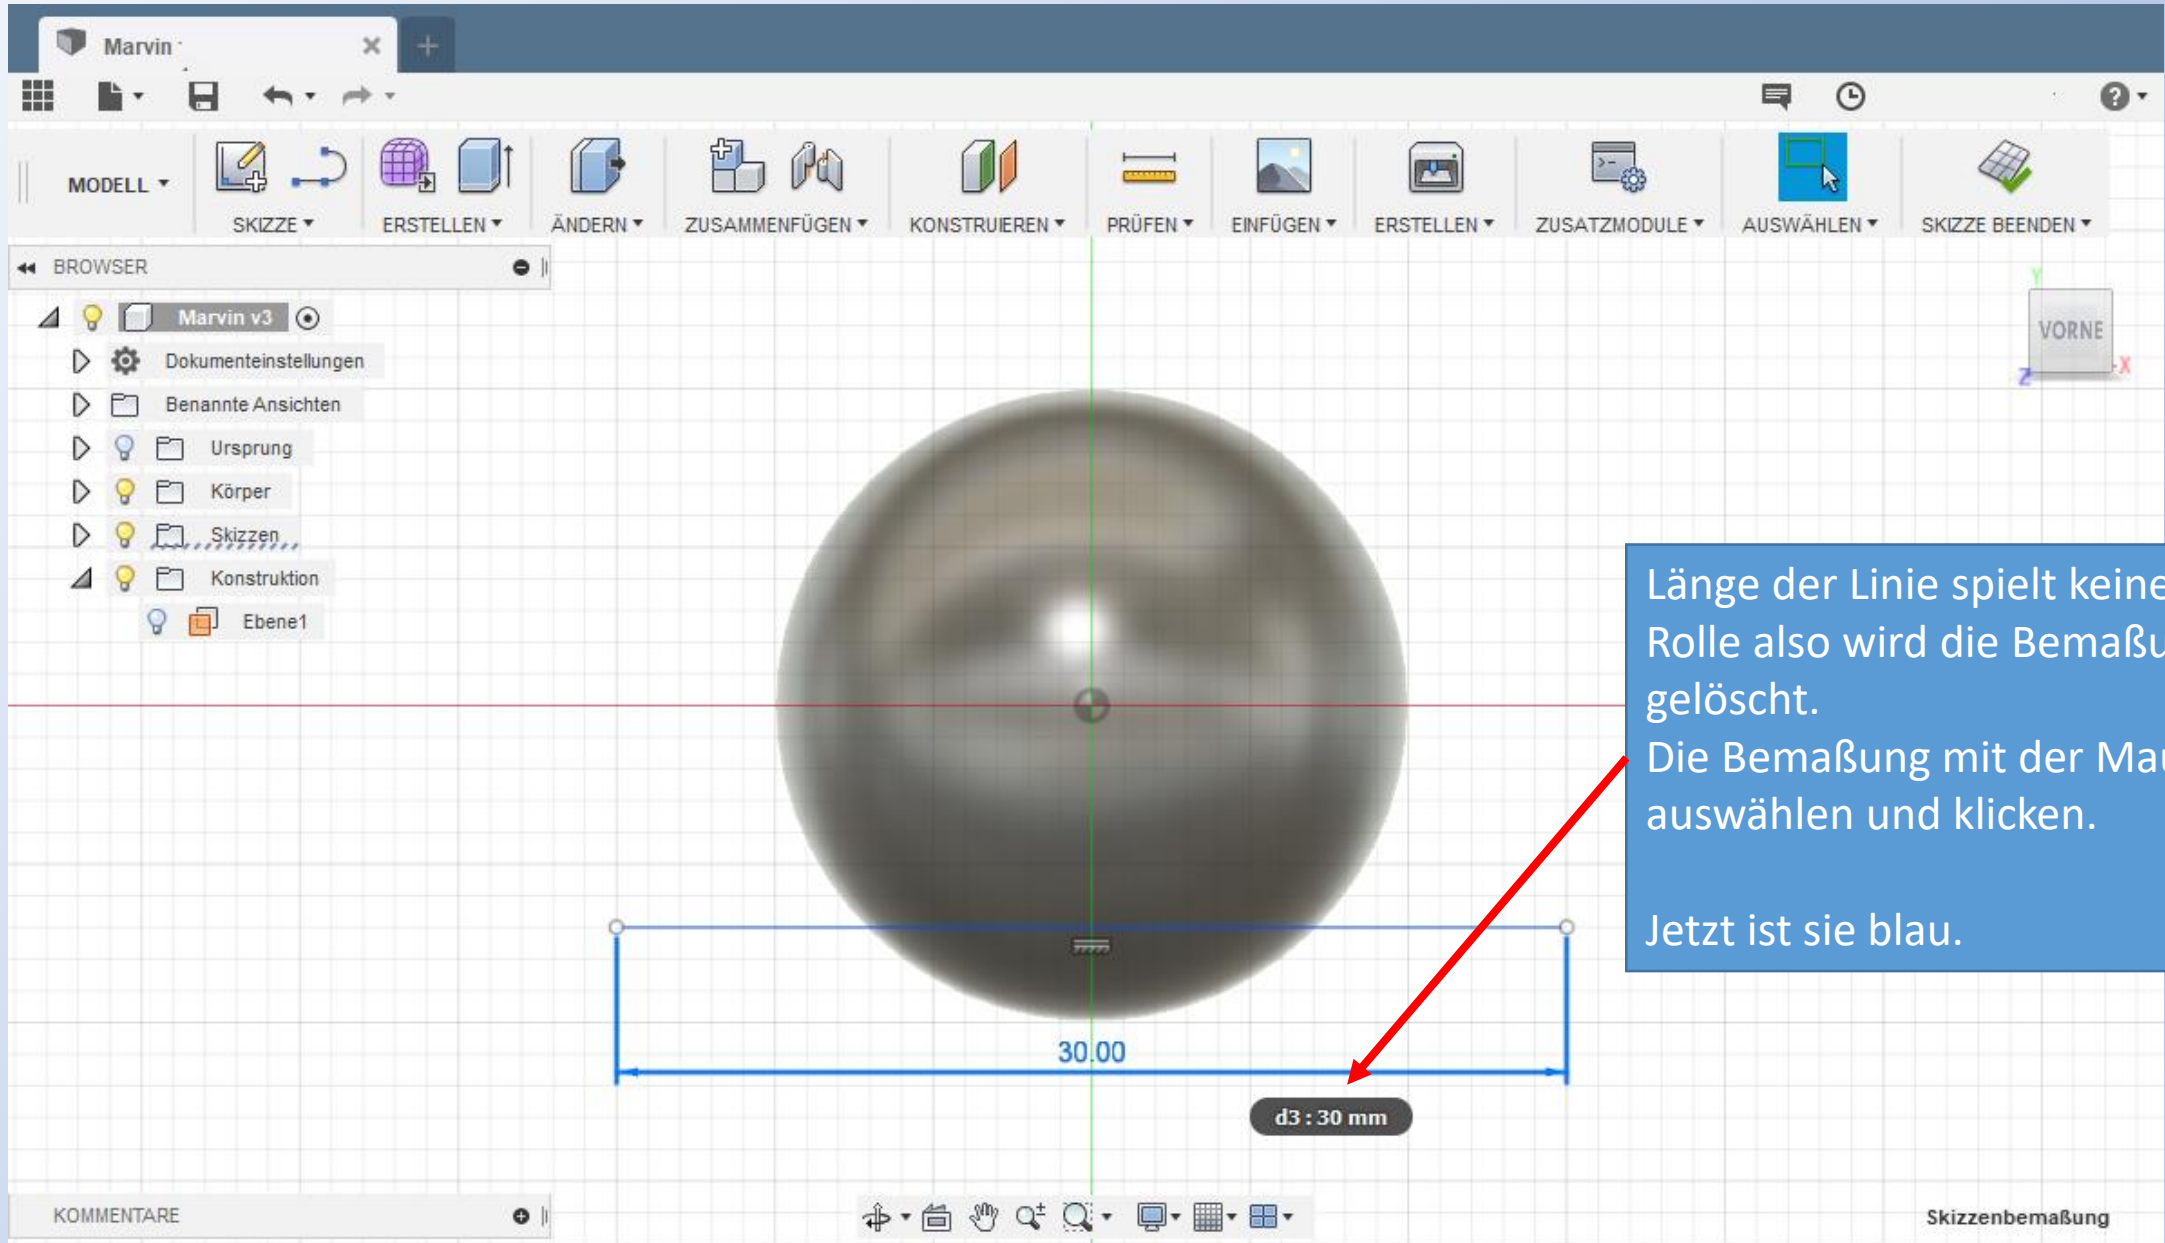 Marvin
MODELL
SKIZZE
ERSTELLEN
ÄNDERN
ZUSAMMENFÜGEN
KONSTRUIEREN
PRÜFEN
EINFÜGEN
ERSTELLEN
ZUSATZMODULE
AUSWÄHLEN
SKIZZE BEENDEN
BROWSER
Marvin v3
Dokumenteinstellungen
Benannte Ansichten
Ursprung
Körper
Skizzen
Konstruktion
Ebene1
Y
VORNE
X
Z
Länge der Linie spielt keine
Rolle also wird die Bemaßu
gelöscht.
Die Bemaßung mit der Mau
auswählen und klicken.
Jetzt ist sie blau.
30.00
d3 : 30 mm
KOMMENTARE
Skizzenbemaßung